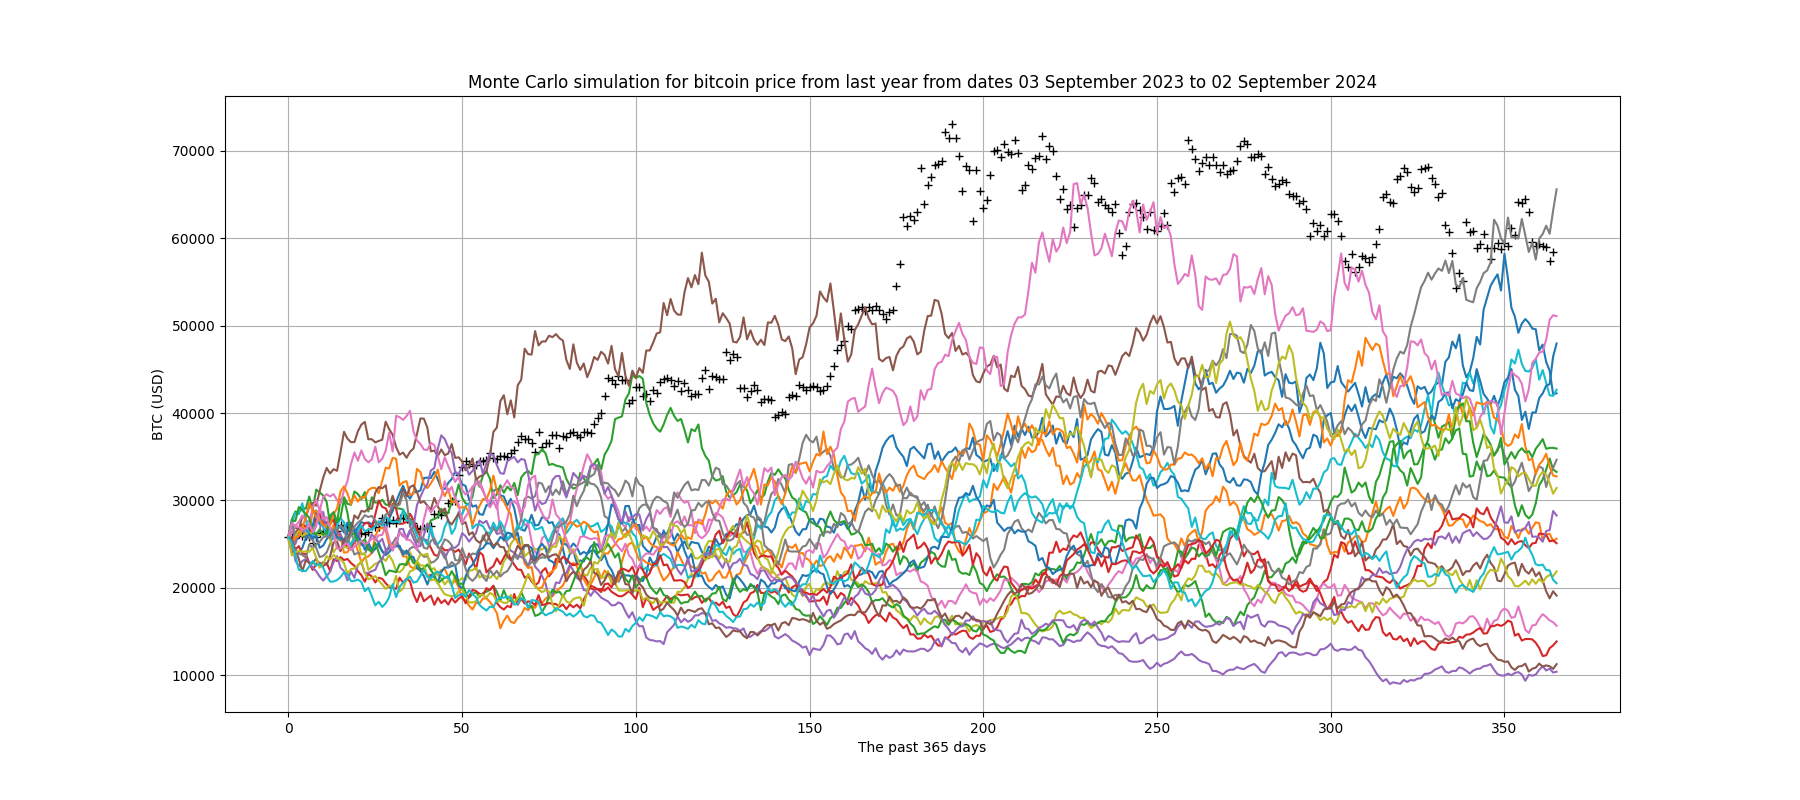 Monte Carlo simulation for bitcoin price from last year from dates 03 September 2023 to 02 September 2024
70000
60000
50000
40000
30000
20000
10000
BTC (USD)
0 50 100 150 200 250 300 350
The past 365 days